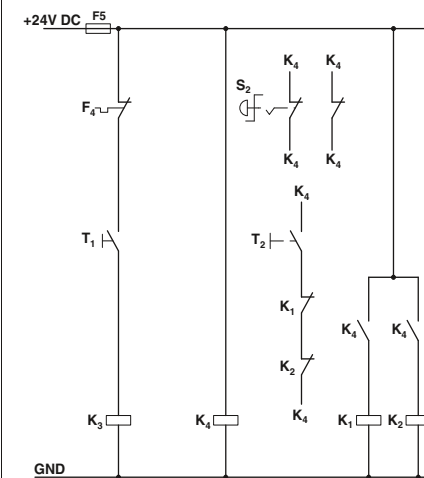 +24V DC F5
K₄ K₄
S₂
F₄
K₄ K₄
K₄
T₁ T₂
K₁
K₄ K₄
K₂
K₄
K₃ K₄ K₁ K₂
GND